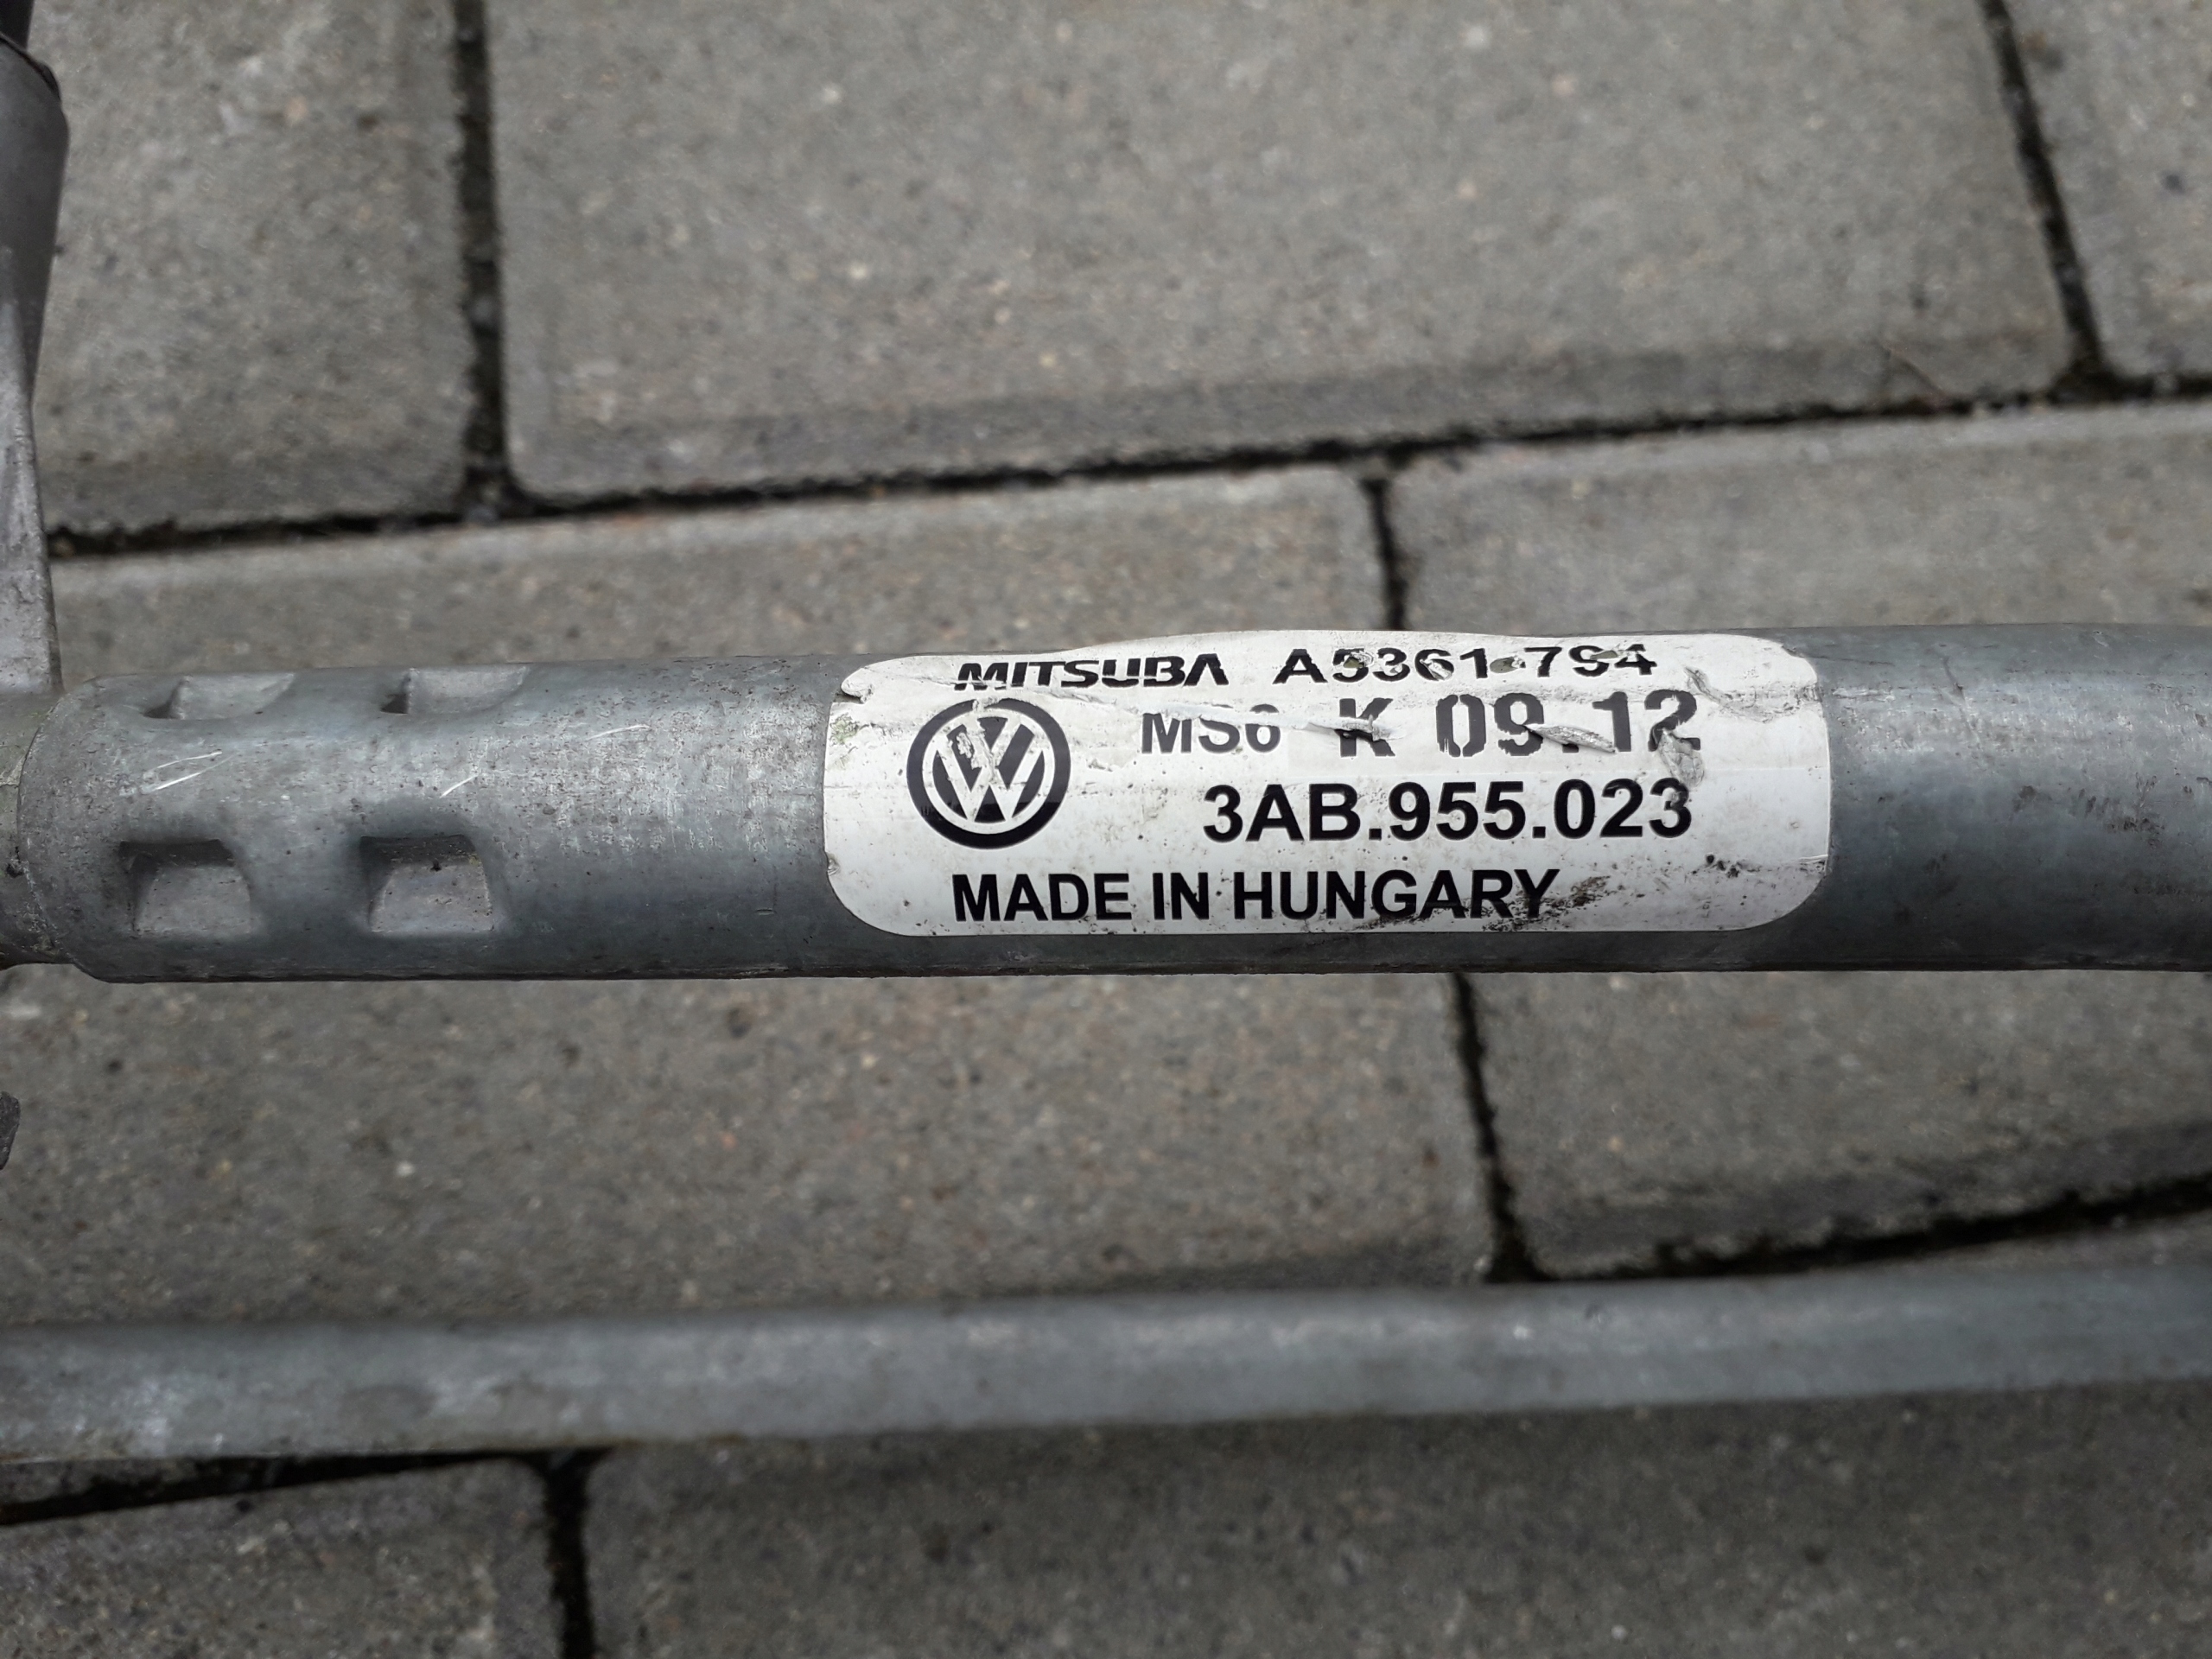 MITSUBA A5361-794
MS6 K 09.12
3AB.955.023
MADE IN HUNGARY